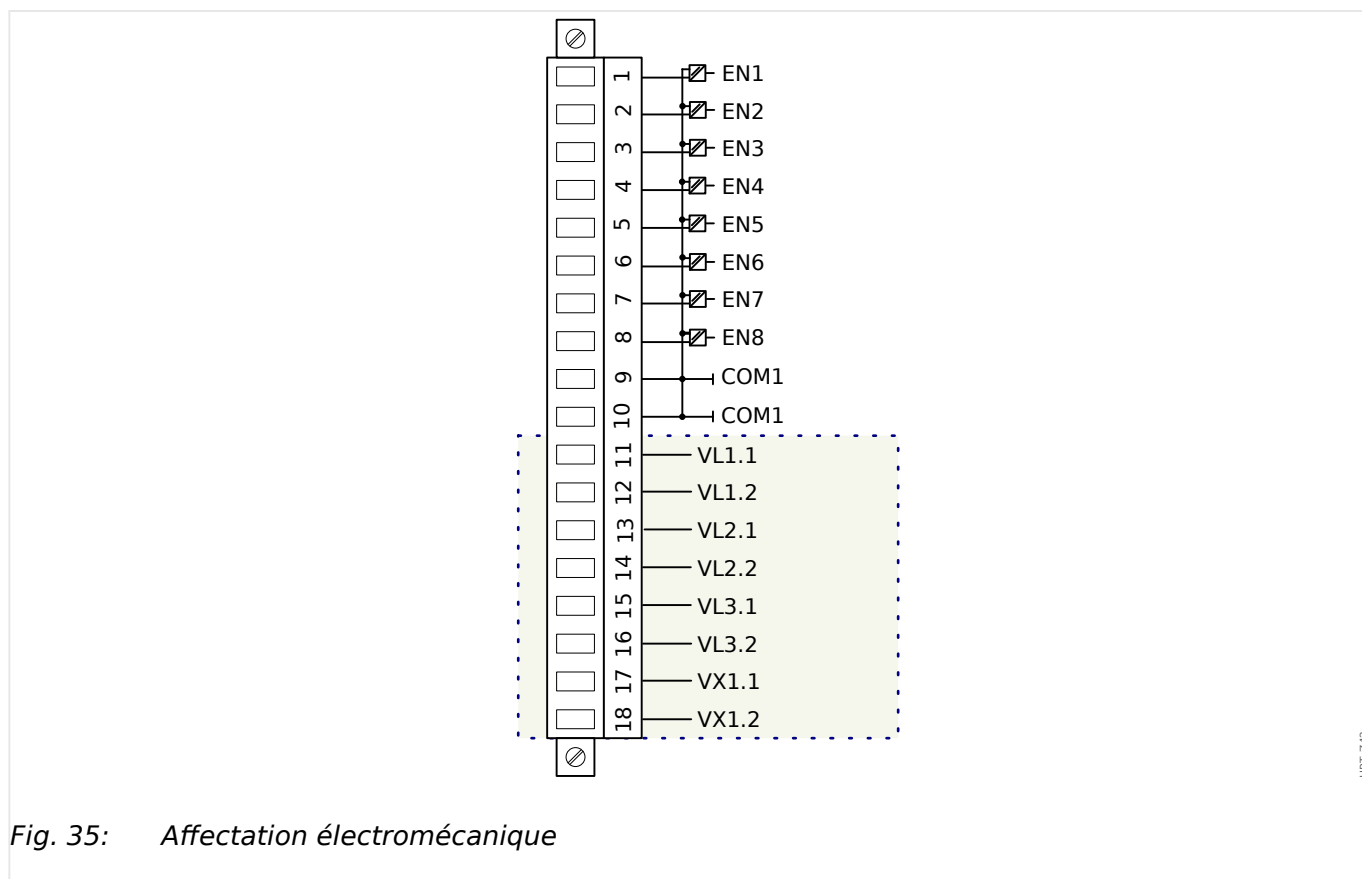 1 EN1
2 EN2
3 EN3
4 EN4
5 EN5
6 EN6
7 EN7
8 EN8
9 COM1
10 COM1
11 VL1.1
12 VL1.2
13 VL2.1
14 VL2.2
15 VL3.1
16 VL3.2
17 VX1.1
18 VX1.2
Fig. 35: Affectation électromécanique